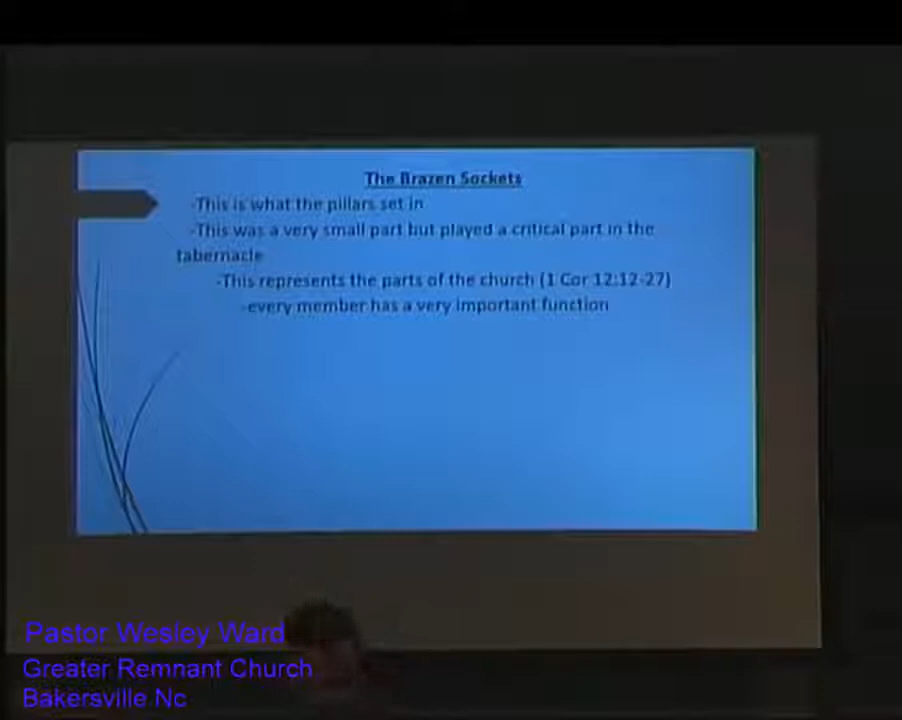 The Brazen Sockets
-This is what the pillars set in
-This was a very small part but played a critical part in the
tabernacle
-This represents the parts of the church (1 Cor 12:12-27)
-every member has a very important function
Pastor Wesley Ward
Greater Remnant Church
Bakersville Nc